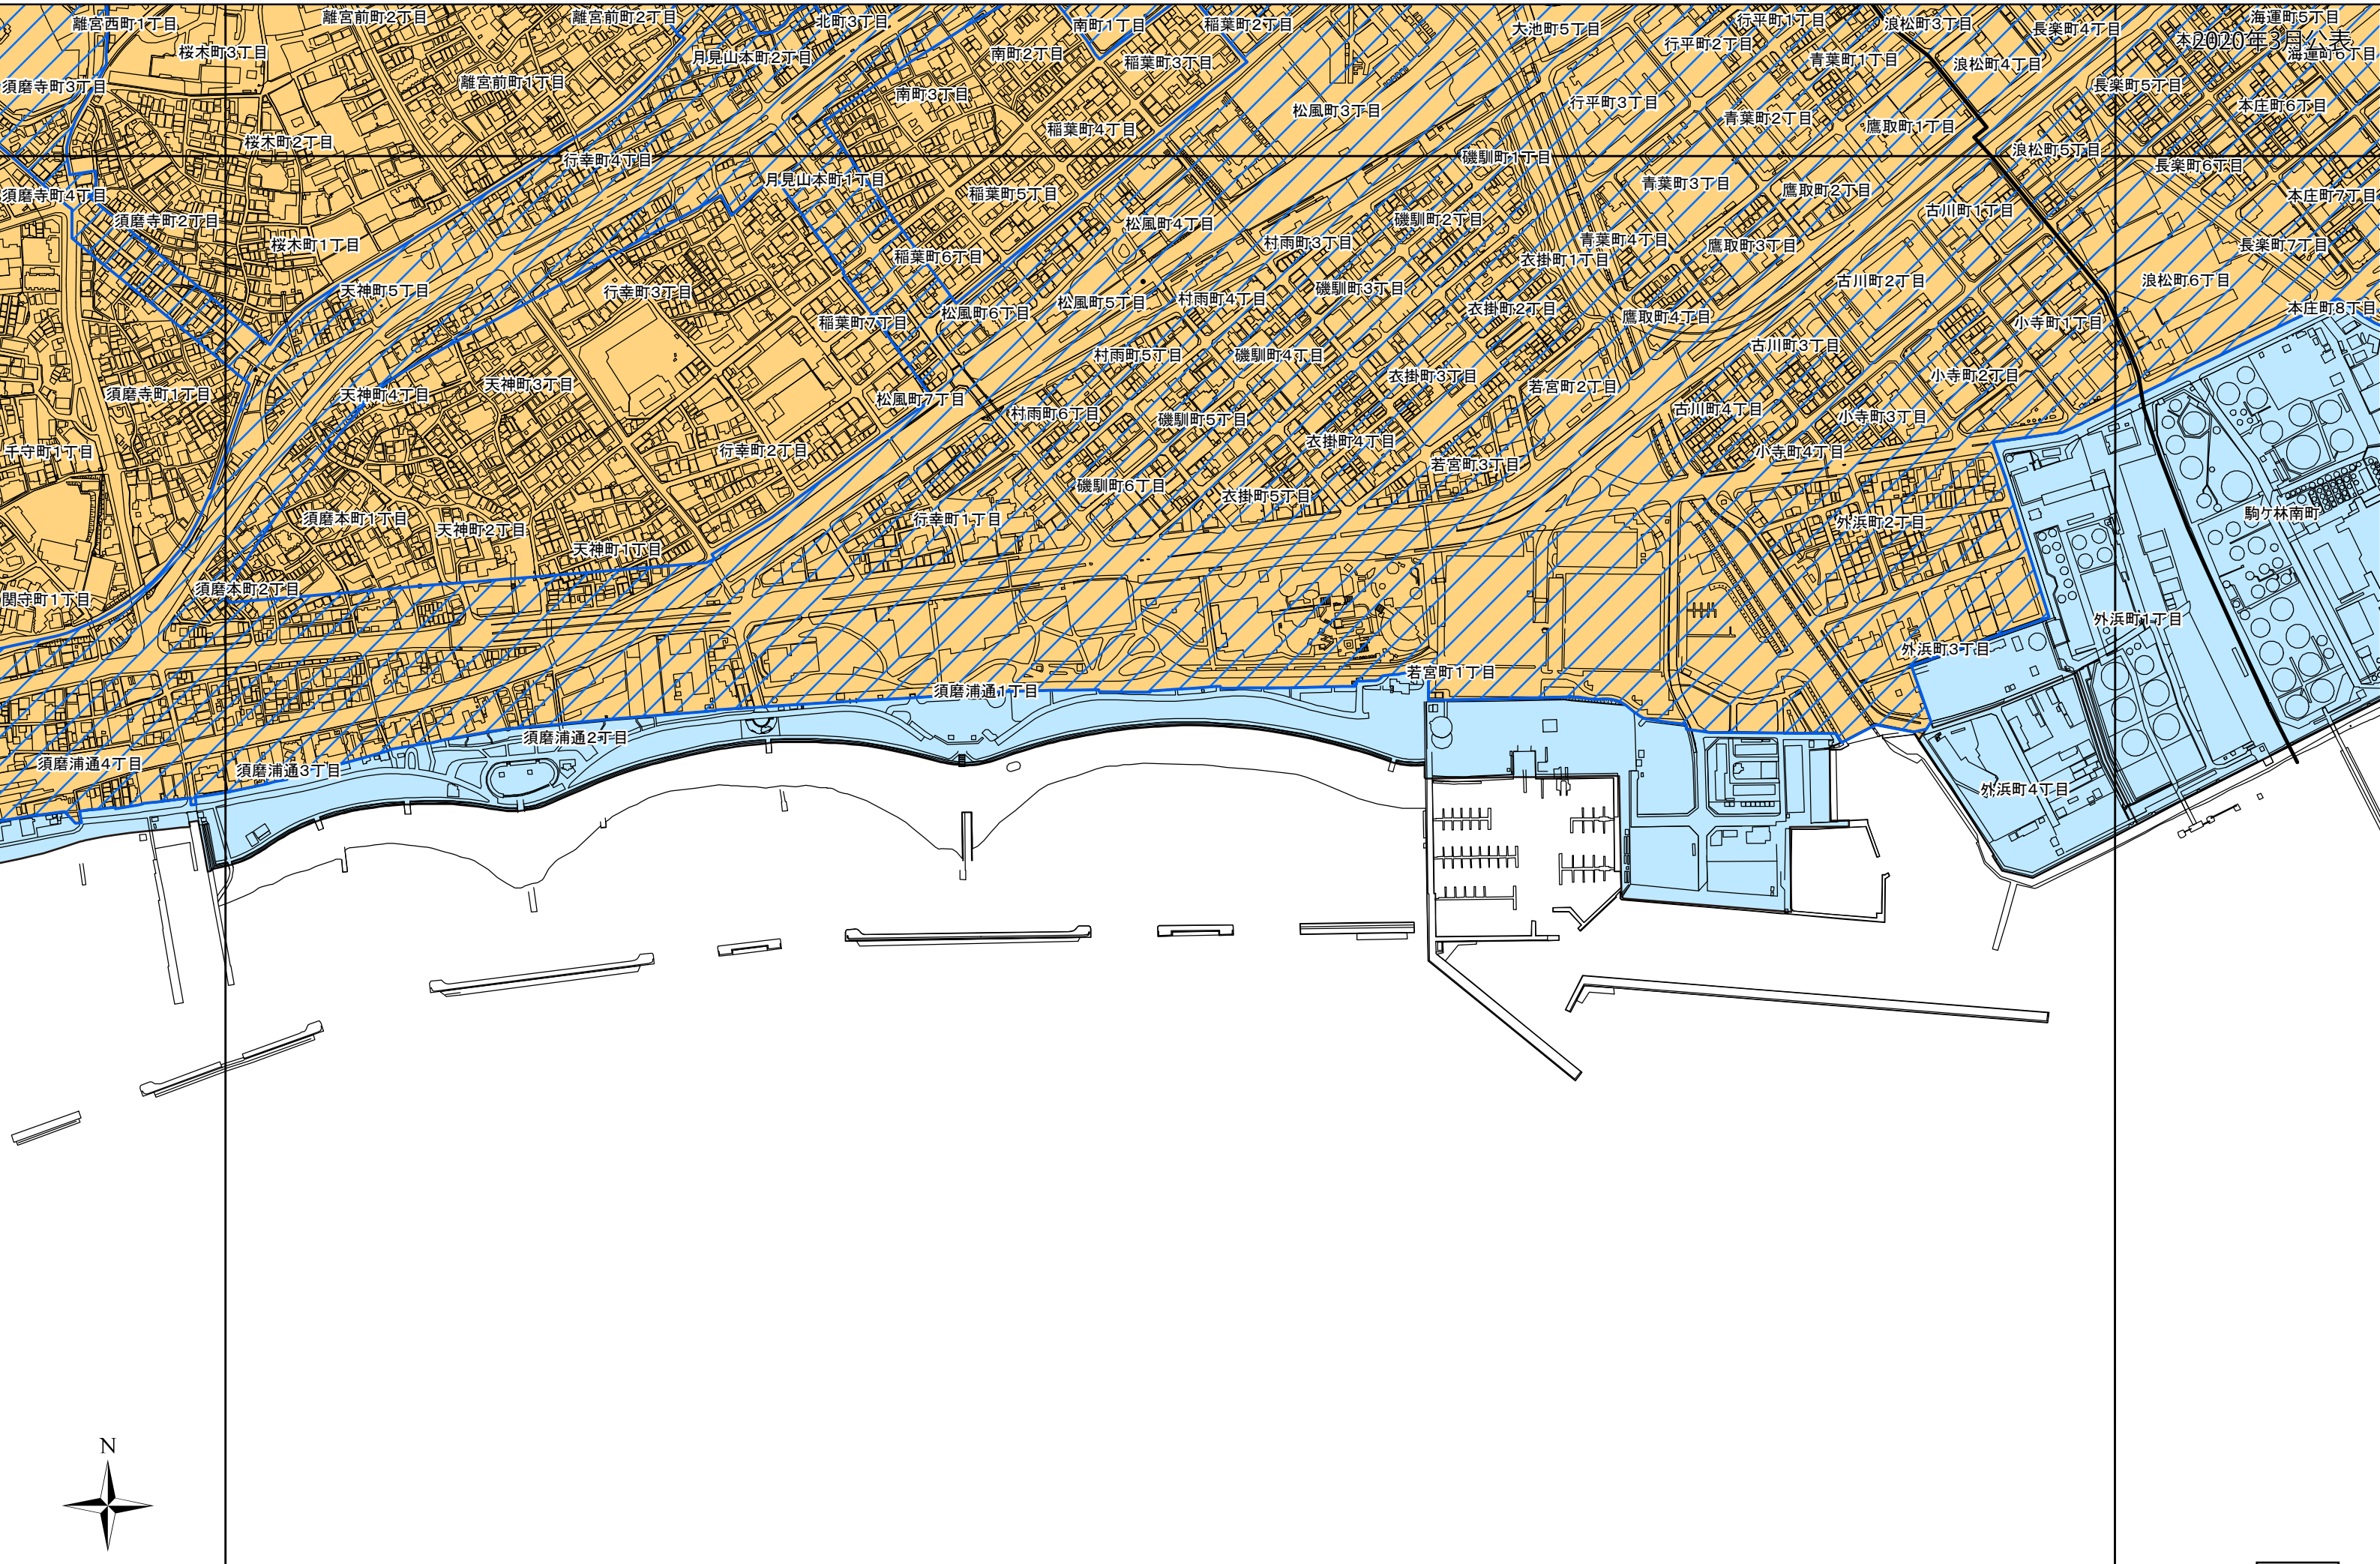 離宮西町1丁目
離宮前町2丁目
離宮前町2丁目
北町3丁目
南町1丁目
稲葉町2丁目
大池町5丁目
行平町1丁目
浪松町3丁目
長楽町4丁目
海運町5丁目
2020年3月公表
桜木町3丁目
月見山本町2丁目
南町2丁目
稲葉町3丁目
行平町2丁目
青葉町1丁目
浪松町4丁目
海運町6丁目
須磨寺町3丁目
離宮前町1丁目
南町3丁目
松風町3丁目
行平町3丁目
長楽町5丁目
本庄町6丁目
桜木町2丁目
稲葉町4丁目
青葉町2丁目
鷹取町1丁目
行幸町4丁目
磯馴町1丁目
浪松町5丁目
長楽町6丁目
須磨寺町4丁目
月見山本町1丁目
稲葉町5丁目
青葉町3丁目
鷹取町2丁目
本庄町7丁目
須磨寺町2丁目
松風町4丁目
磯馴町2丁目
古川町1丁目
桜木町1丁目
稲葉町6丁目
村雨町3丁目
青葉町4丁目
衣掛町1丁目
鷹取町3丁目
長楽町7丁目
天神町5丁目
行幸町3丁目
松風町5丁目
村雨町4丁目
磯馴町3丁目
古川町2丁目
浪松町6丁目
稲葉町7丁目
松風町6丁目
衣掛町2丁目
鷹取町4丁目
小寺町1丁目
本庄町8丁目
村雨町5丁目
磯馴町4丁目
古川町3丁目
須磨寺町1丁目
天神町4丁目
天神町3丁目
松風町7丁目
衣掛町3丁目
若宮町2丁目
小寺町2丁目
村雨町6丁目
磯馴町5丁目
古川町4丁目
小寺町3丁目
千守町1丁目
行幸町2丁目
衣掛町4丁目
若宮町3丁目
小寺町4丁目
磯馴町6丁目
衣掛町5丁目
須磨本町1丁目
天神町2丁目
行幸町1丁目
外浜町2丁目
駒ケ林南町
天神町1丁目
関守町1丁目
須磨本町2丁目
外浜町1丁目
外浜町3丁目
須磨浦通1丁目
若宮町1丁目
須磨浦通2丁目
須磨浦通4丁目
須磨浦通3丁目
外浜町4丁目
N